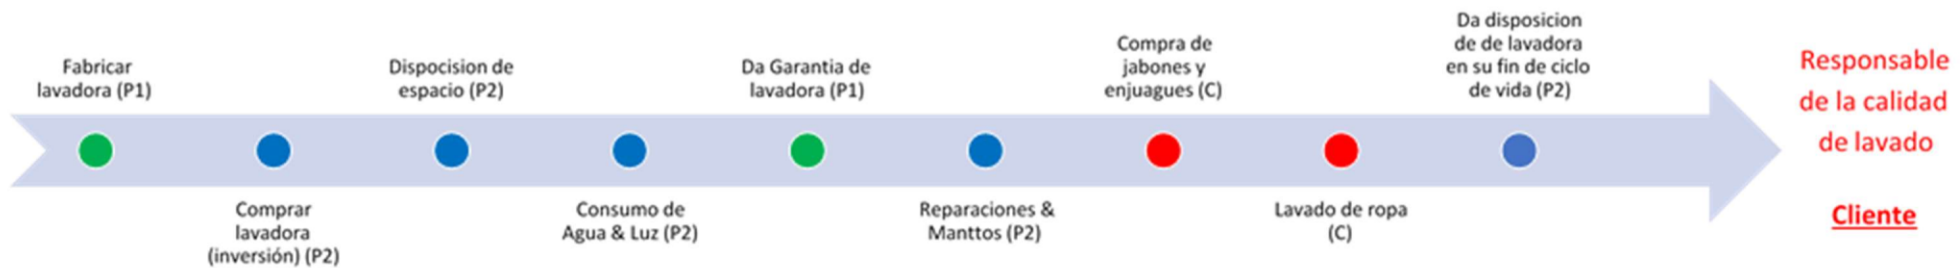 Fabricar
lavadora (P1)
Comprar
lavadora
(inversión) (P2)
Dispocision de
espacio (P2)
Consumo de
Agua & Luz (P2)
Da Garantia de
lavadora (P1)
Reparaciones &
Manttos (P2)
Compra de
jabones y
enjuagues (C)
Lavado de ropa
(C)
Da disposicion
de de lavadora
en su fin de ciclo
de vida (P2)
Responsable
de la calidad
de lavado
Cliente